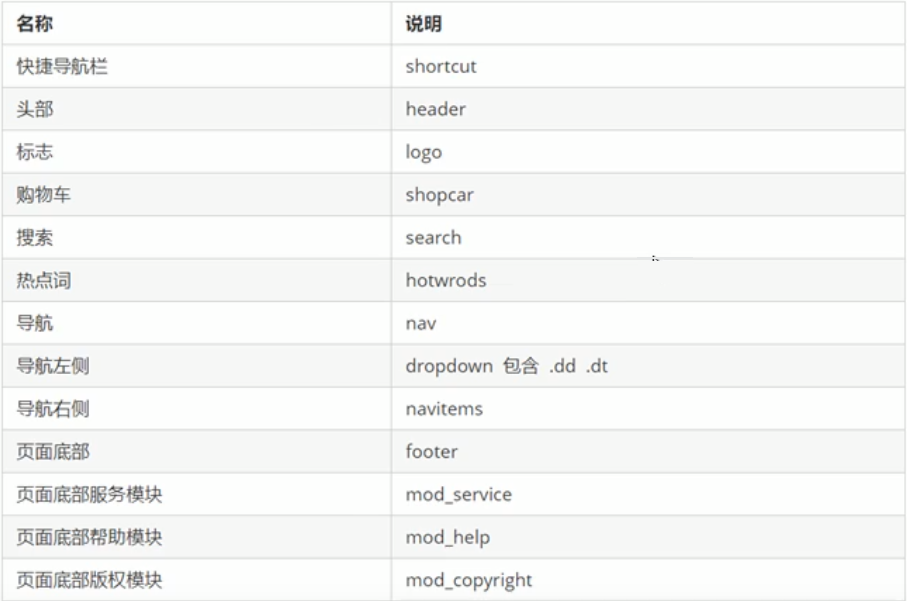 名称 说明
快捷导航栏 shortcut
头部 header
标志 logo
购物车 shopcar
搜索 search
热点词 hotwrods
导航 nav
导航左侧 dropdown 包含 .dd .dt
导航右侧 navitems
页面底部 footer
页面底部服务模块 mod_service
页面底部帮助模块 mod_help
页面底部版权模块 mod_copyright